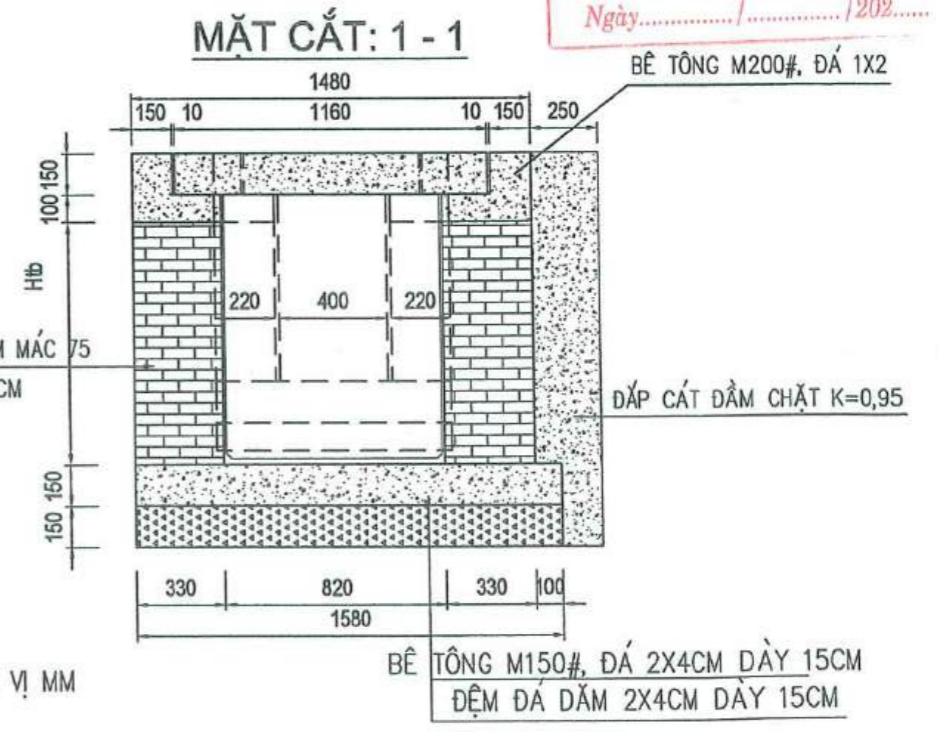 Ngày............../............../202......
MẶT CẮT: 1 - 1
BÊ TÔNG M200#, ĐÁ 1X2
1480
150 10 1160 10 150 250
150
100
Htb
220 400 220
MÁC 75
CM
ĐẮP CÁT ĐẦM CHẶT K=0,95
150
150
330 820 330 100
1580
BÊ TÔNG M150#, ĐÁ 2X4CM DÀY 15CM
VỊ MM
ĐỆM ĐÁ DĂM 2X4CM DÀY 15CM